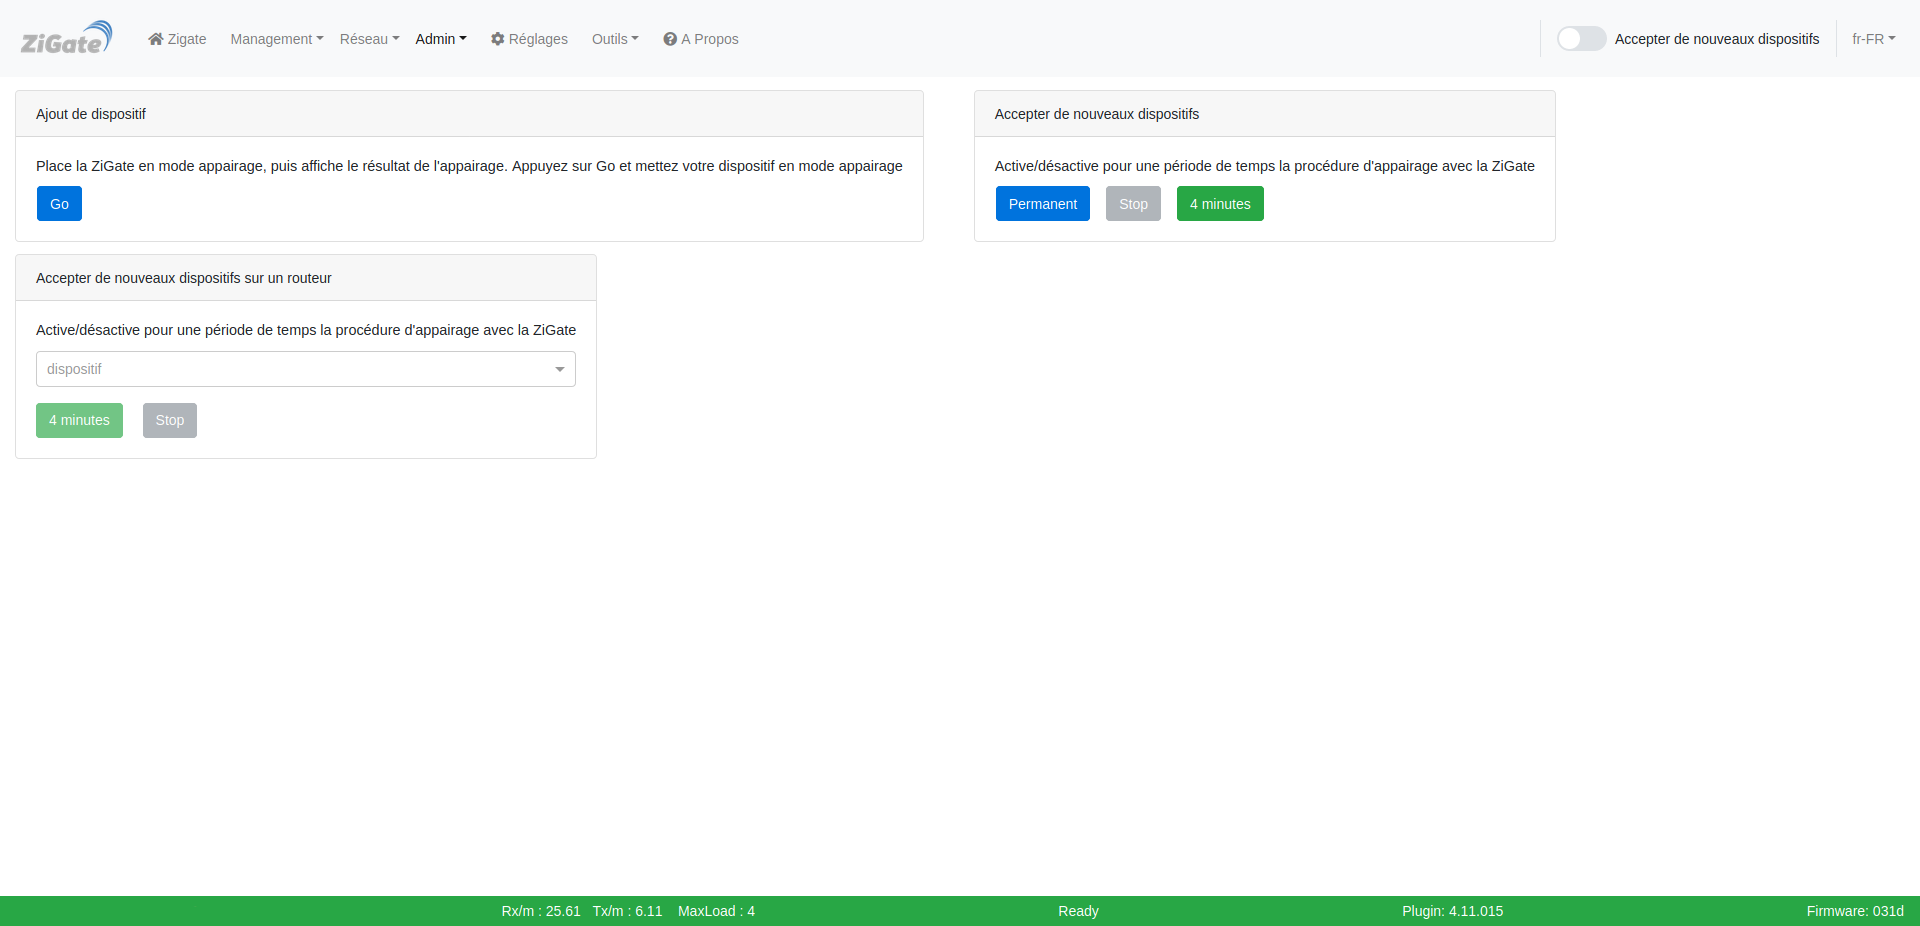 ZiGate
Zigate
Management
Réseau
Admin
Réglages
Outils
A Propos
Accepter de nouveaux dispositifs
fr-FR
Ajout de dispositif
Place la ZiGate en mode appairage, puis affiche le résultat de l'appairage. Appuyez sur Go et mettez votre dispositif en mode appairage
Go
Accepter de nouveaux dispositifs
Active/désactive pour une période de temps la procédure d'appairage avec la ZiGate
Permanent
Stop
4 minutes
Accepter de nouveaux dispositifs sur un routeur
Active/désactive pour une période de temps la procédure d'appairage avec la ZiGate
dispositif
4 minutes
Stop
Rx/m : 25.61 Tx/m : 6.11 MaxLoad : 4
Ready
Plugin: 4.11.015
Firmware: 031d